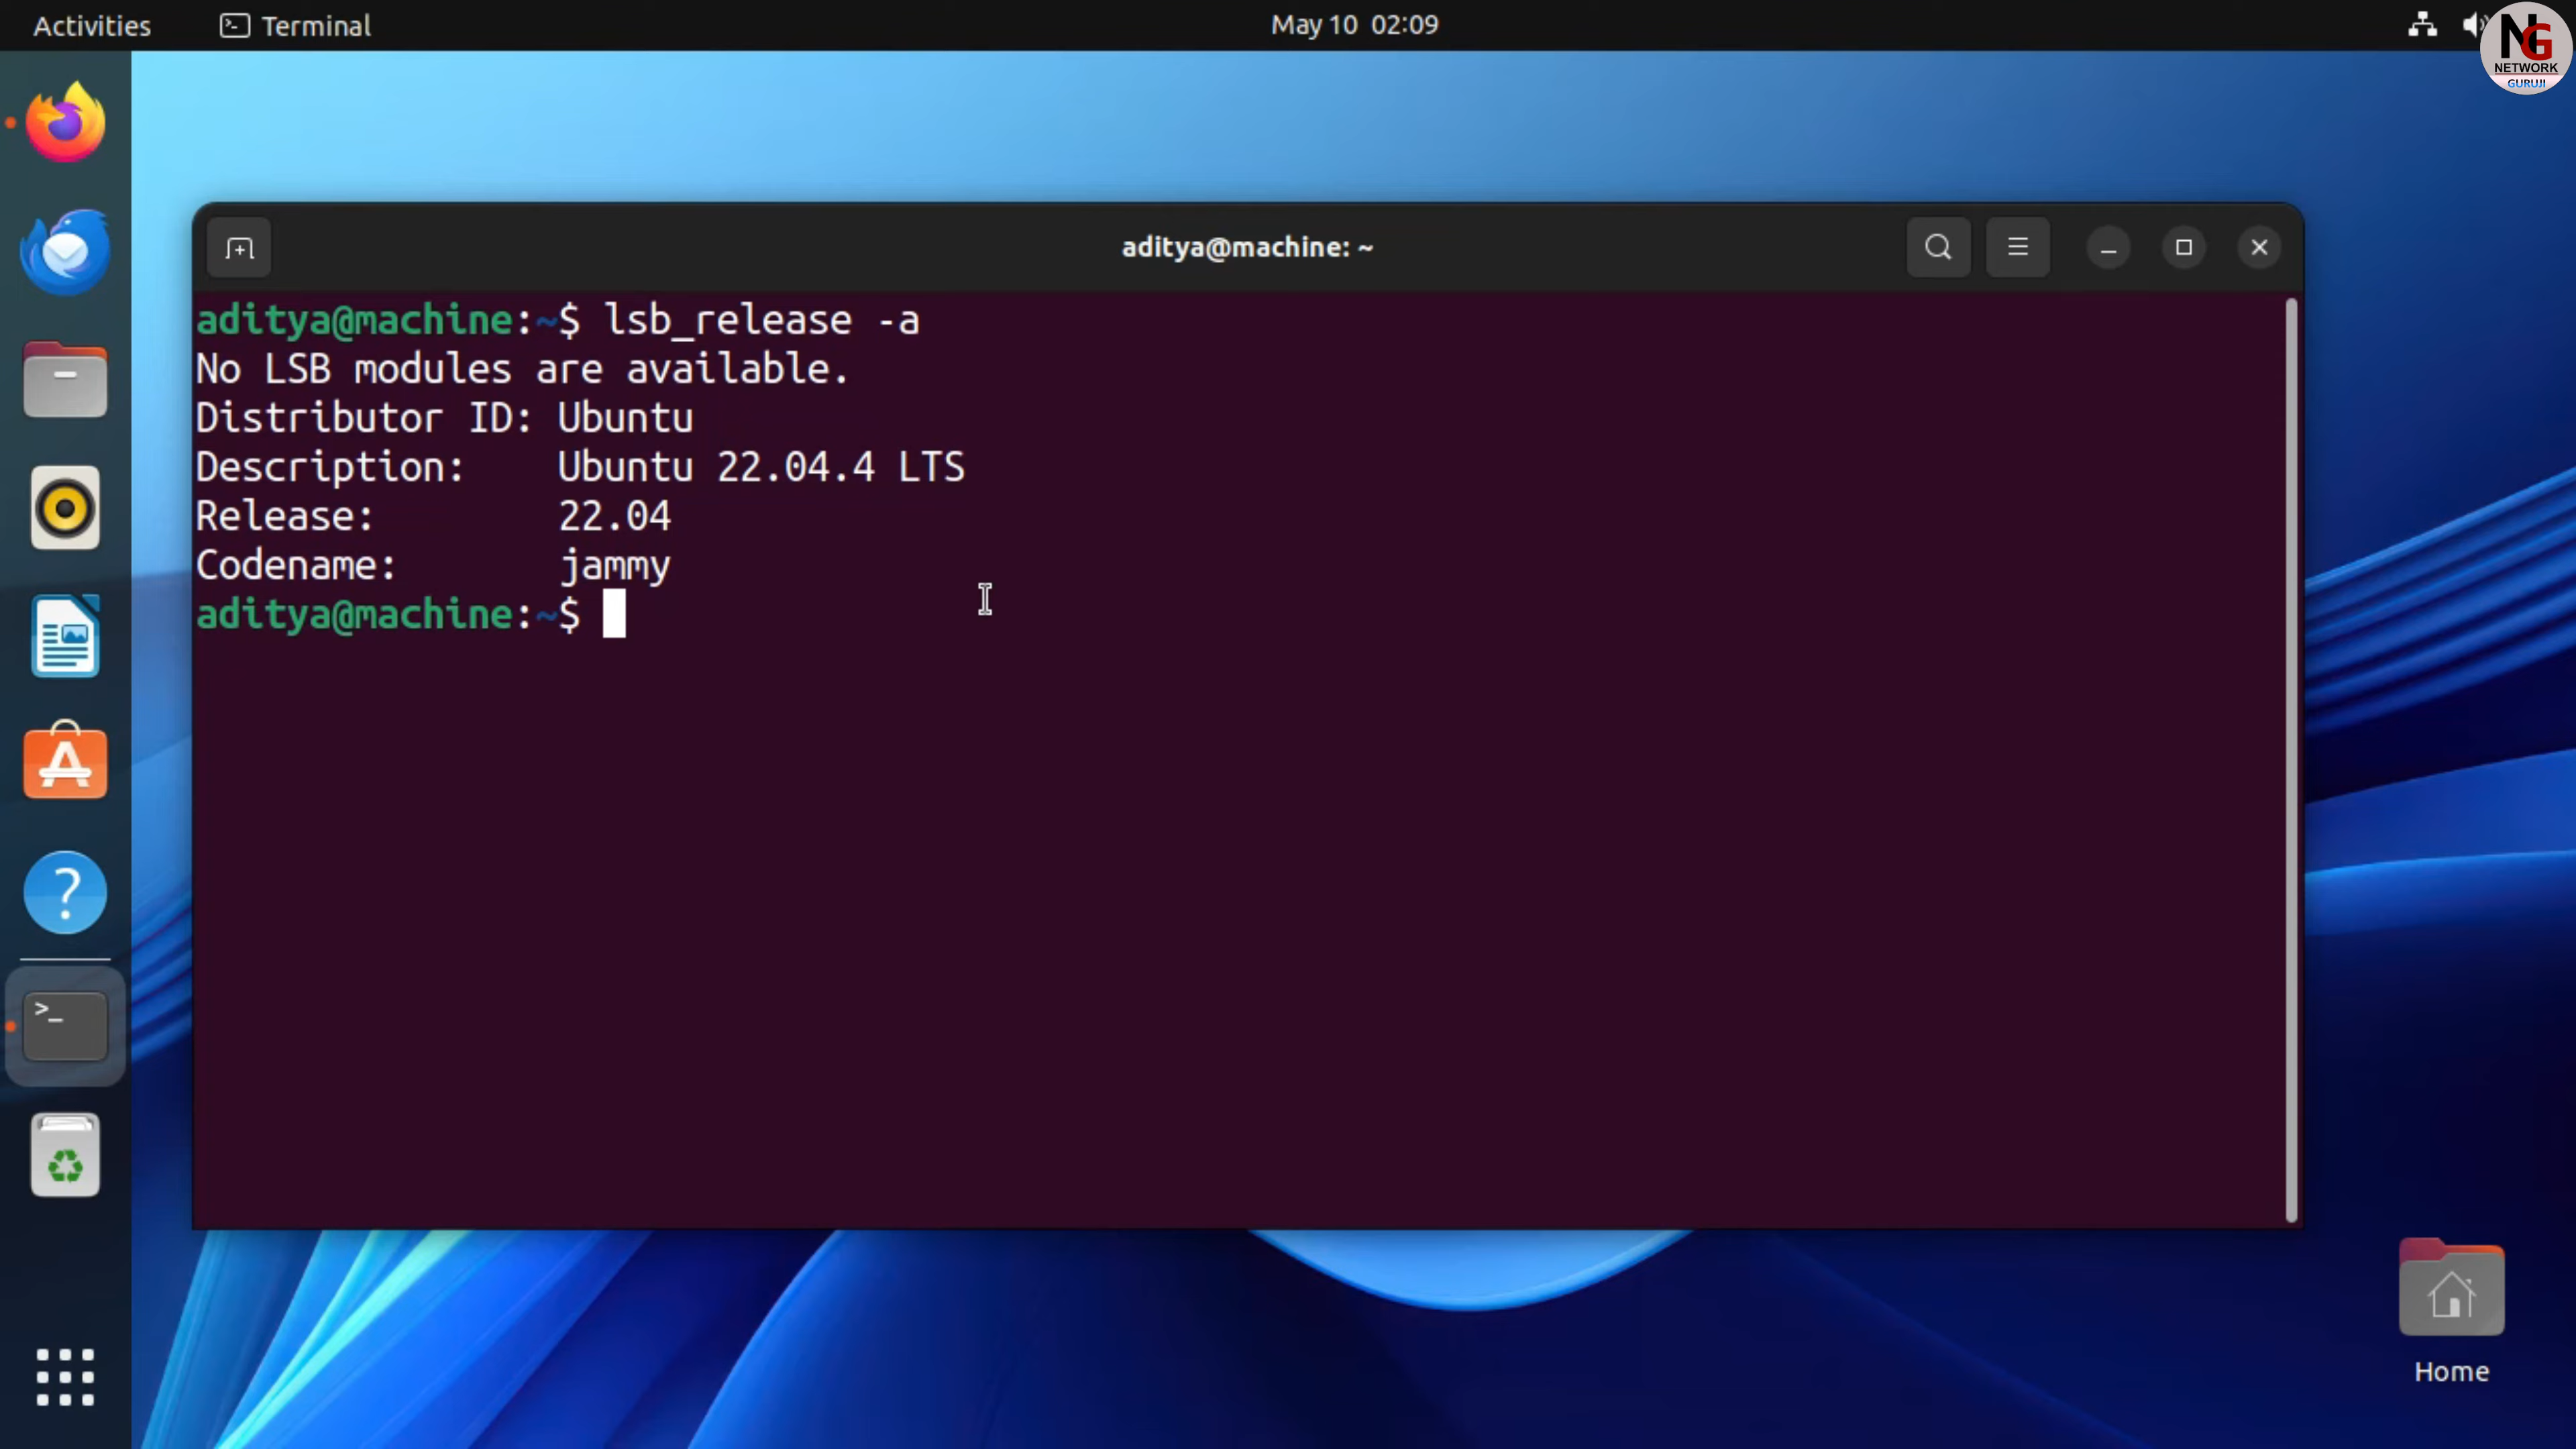 Activities Terminal May 10 02:09
NG
NETWORK
GURUJI
aditya@machine: ~
aditya@machine:~$ lsb_release -a
No LSB modules are available.
Distributor ID: Ubuntu
Description: Ubuntu 22.04.4 LTS
Release: 22.04
Codename: jammy
aditya@machine:~$
Home